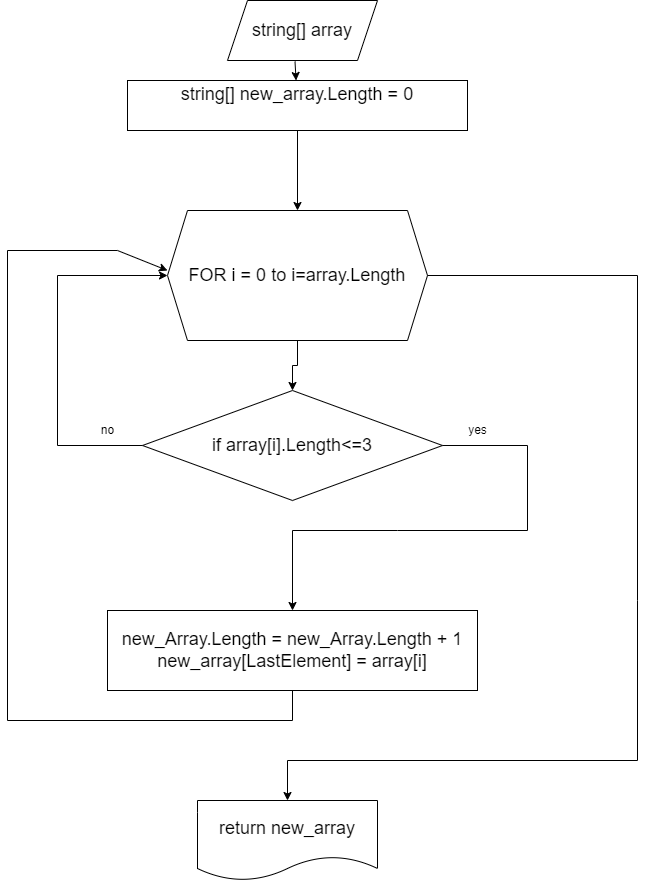 string[] array
string[] new_array.Length = 0
FOR i = 0 to i=array.Length
no
yes
if array[i].Length<=3
new_Array.Length = new_Array.Length + 1
new_array[LastElement] = array[i]
return new_array